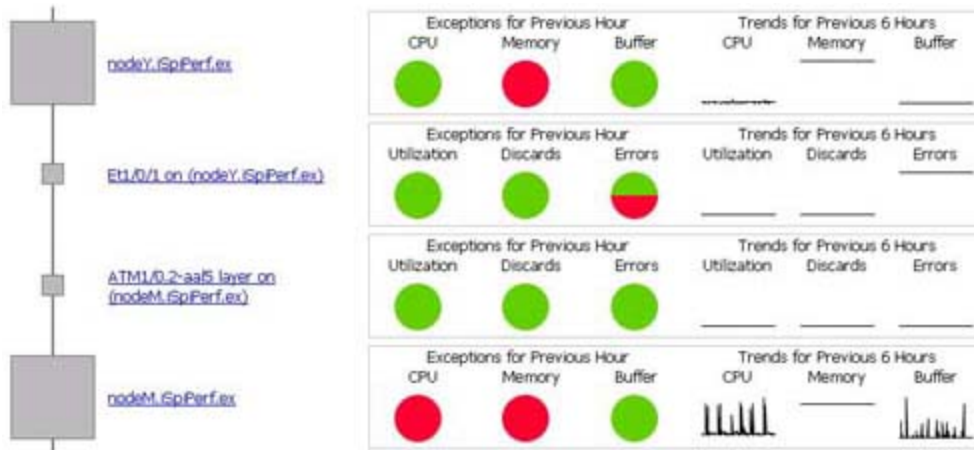 Exceptions for Previous Hour Trends for Previous 6 Hours
CPU Memory Buffer CPU Memory Buffer
nodeY.iSpiPerf.ex
Exceptions for Previous Hour Trends for Previous 6 Hours
Utilization Discards Errors Utilization Discards Errors
Et1/0/1 on (nodeY.iSpiPerf.ex)
Exceptions for Previous Hour Trends for Previous 6 Hours
Utilization Discards Errors Utilization Discards Errors
ATM1/0.2-aal5 layer on
(nodeM.iSpiPerf.ex)
Exceptions for Previous Hour Trends for Previous 6 Hours
CPU Memory Buffer CPU Memory Buffer
nodeM.iSpiPerf.ex